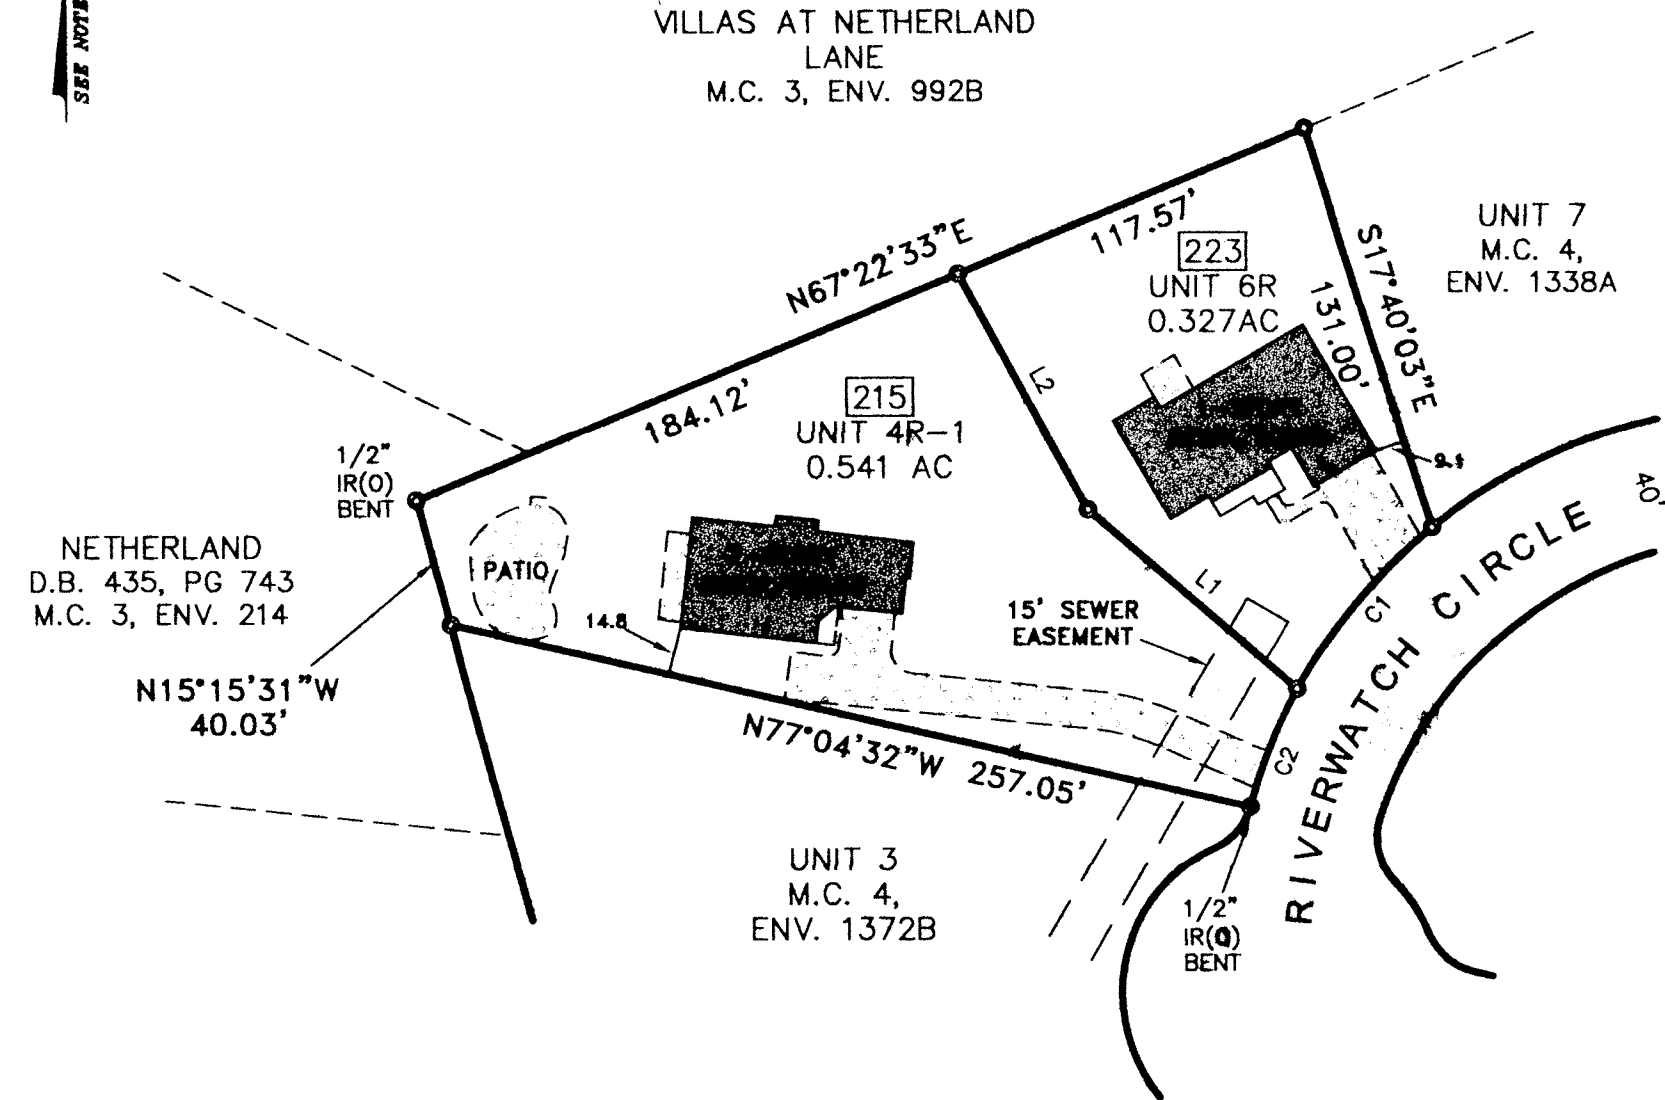 SEE NOTE
VILLAS AT NETHERLAND
LANE
M.C. 3, ENV. 992B
N67°22'33"E
117.57'
184.12'
223
UNIT 6R
0.327AC
S17°40'03"E
131.00'
UNIT 7
M.C. 4,
ENV. 1338A
L2
215
UNIT 4R-1
0.541 AC
1/2"
IR(O)
BENT
NETHERLAND
D.B. 435, PG 743
M.C. 3, ENV. 214
PATIO
14.8
N15°15'31"W
40.03'
L1
C1
15' SEWER
EASEMENT
C2
N77°04'32"W 257.05'
RIVERWATCH CIRCLE
40'
UNIT 3
M.C. 4,
ENV. 1372B
1/2"
IR(O)
BENT